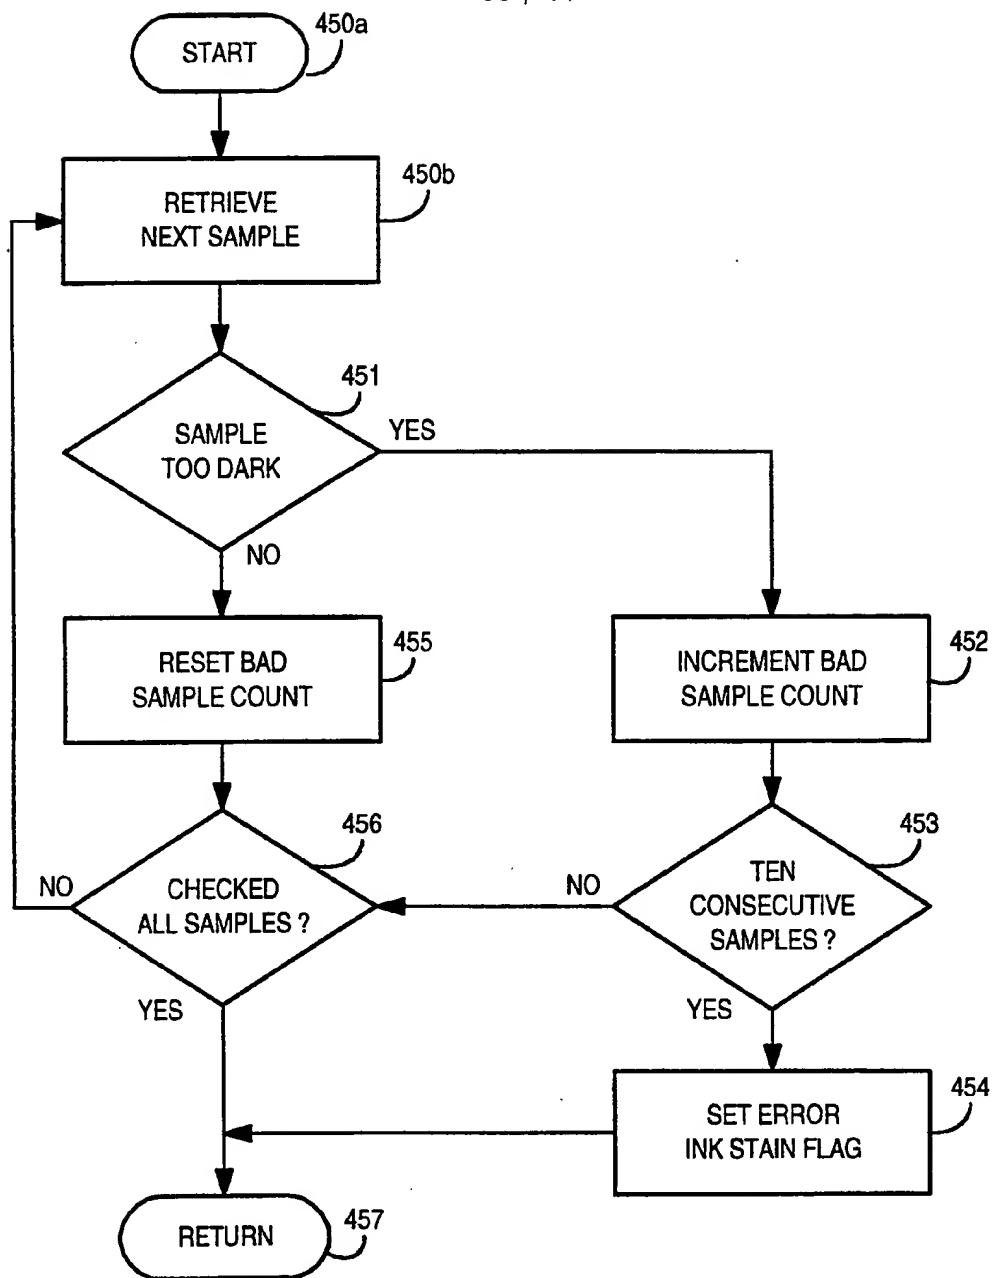 START
450a
RETRIEVE
NEXT SAMPLE
450b
SAMPLE
TOO DARK
451
YES
NO
RESET BAD
SAMPLE COUNT
455
INCREMENT BAD
SAMPLE COUNT
452
CHECKED
ALL SAMPLES ?
456
NO
YES
TEN
CONSECUTIVE
SAMPLES ?
453
NO
YES
SET ERROR
INK STAIN FLAG
454
RETURN
457